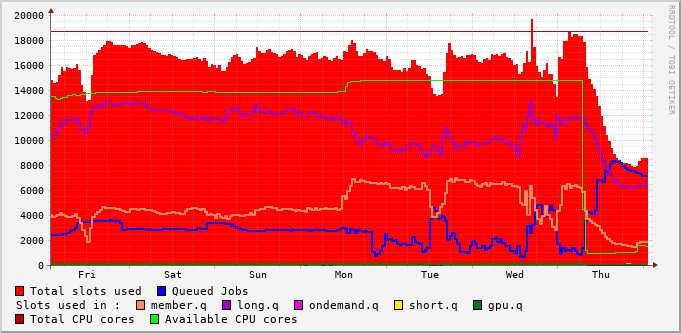 20000
18000
16000
14000
12000
10000
8000
6000
4000
2000
0
Fri Sat Sun Mon Tue Wed Thu
RRDTOOL / TOBI OETIKER
Total slots used Queued Jobs
Slots used in : member.q long.q ondemand.q short.q gpu.q
Total CPU cores Available CPU cores